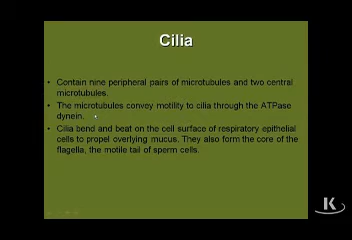 Cilia
• Contain nine peripheral pairs of microtubules and two central
microtubules.
• The microtubules convey motility to cilia through the ATPase
dynein.
• Cilia bend and beat on the cell surface of respiratory epithelial
cells to propel overlying mucus. They also form the core of the
flagella, the motile tail of sperm cells.
K